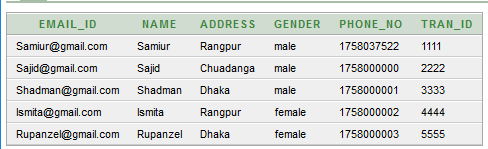 EMAIL_ID NAME ADDRESS GENDER PHONE_NO TRAN_ID
Samiur@gmail.com Samiur Rangpur male 1758037522 1111
Sajid@gmail.com Sajid Chuadanga male 1758000000 2222
Shadman@gmail.com Shadman Dhaka male 1758000001 3333
Ismita@gmail.com Ismita Rangpur female 1758000002 4444
Rupanzel@gmail.com Rupanzel Dhaka female 1758000003 5555